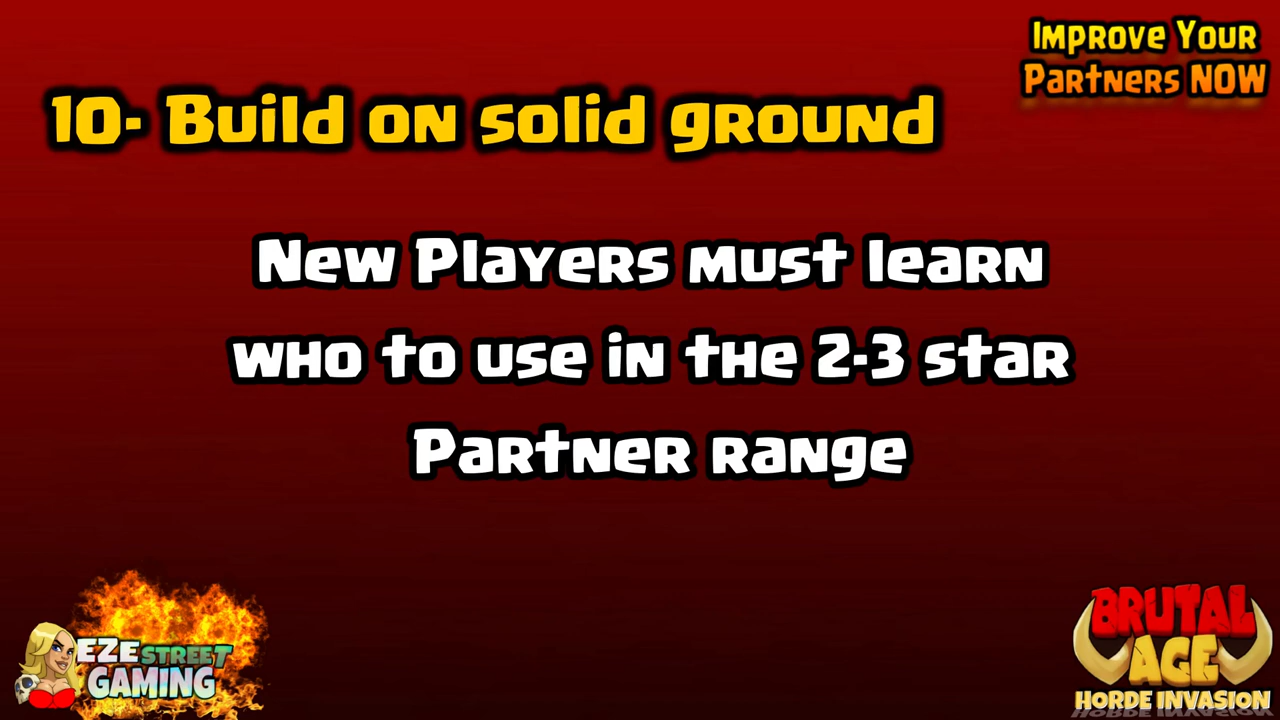 Improve Your
Partners NOW
10- Build on solid ground
New Players must learn
who to use in the 2-3 star
Partner range
EZE STREET
GAMING
BRUTAL
AGE
HORDE INVASION